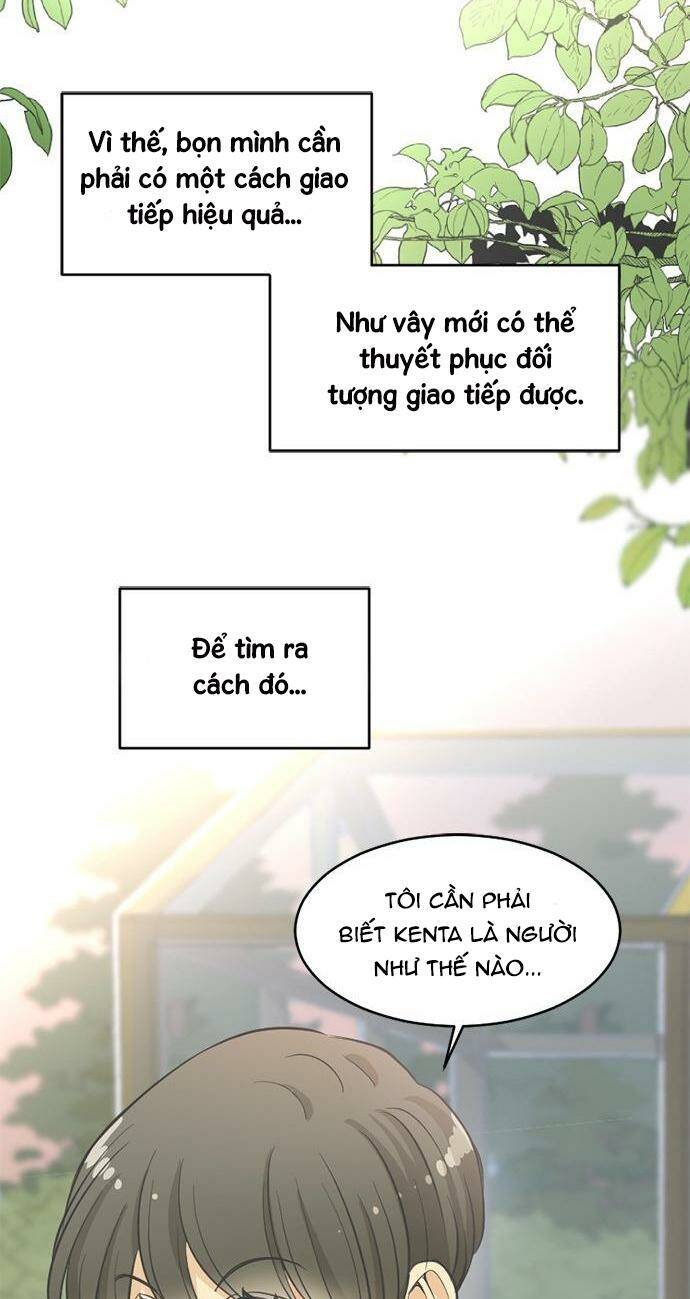 Vì thế, bọn mình cần
phải có một cách giao
tiếp hiệu quả...
Như vây mới có thể
thuyết phục đối
tượng giao tiếp được.
Để tìm ra
cách đó...
TÔI CẦN PHẢI
BIẾT KENTA LÀ NGƯỜI
NHƯ THẾ NÀO...